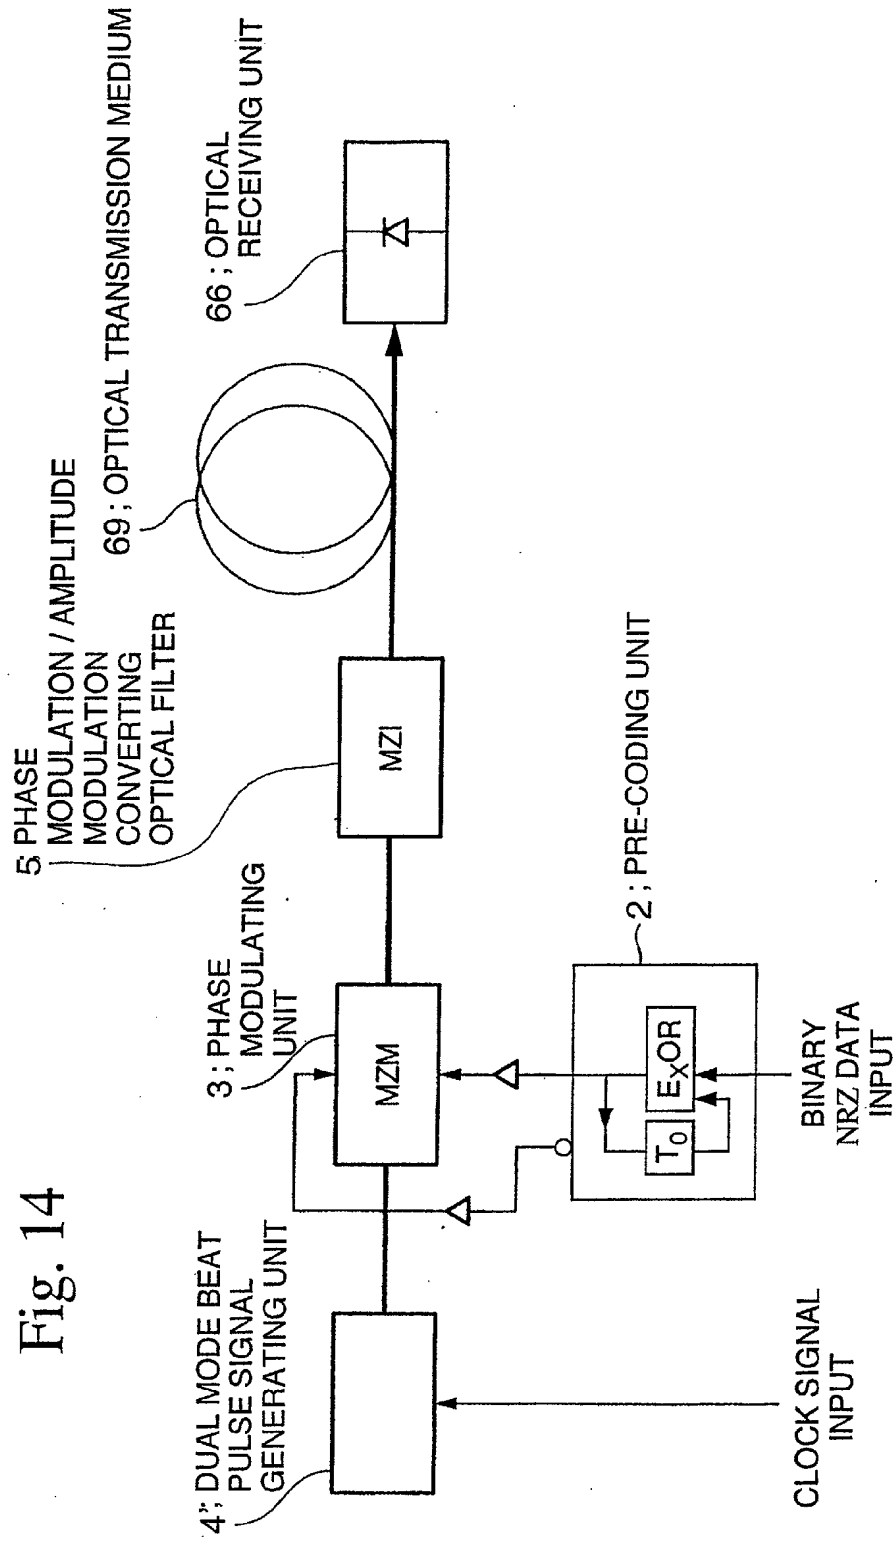 Fig. 14
4"; DUAL MODE BEAT
PULSE SIGNAL
GENERATING UNIT
3 ; PHASE
MODULATING
UNIT
5 PHASE
MODULATION / AMPLITUDE
MODULATION
CONVERTING
OPTICAL FILTER
69 ; OPTICAL TRANSMISSION MEDIUM
66 ; OPTICAL
RECEIVING UNIT
MZM
MZI
T0
EXOR
2 ; PRE-CODING UNIT
CLOCK SIGNAL
INPUT
BINARY
NRZ DATA
INPUT